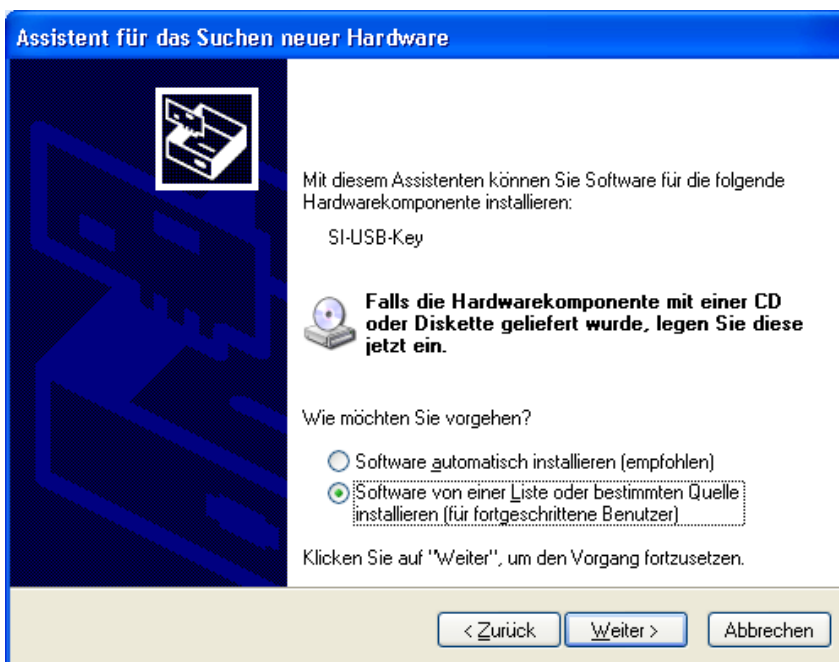 Assistent für das Suchen neuer Hardware
Mit diesem Assistenten können Sie Software für die folgende
Hardwarekomponente installieren:
SI-USB-Key
Falls die Hardwarekomponente mit einer CD
oder Diskette geliefert wurde, legen Sie diese
jetzt ein.
Wie möchten Sie vorgehen?
Software automatisch installieren (empfohlen)
Software von einer Liste oder bestimmten Quelle
installieren (für fortgeschrittene Benutzer)
Klicken Sie auf "Weiter", um den Vorgang fortzusetzen.
< Zurück Weiter > Abbrechen